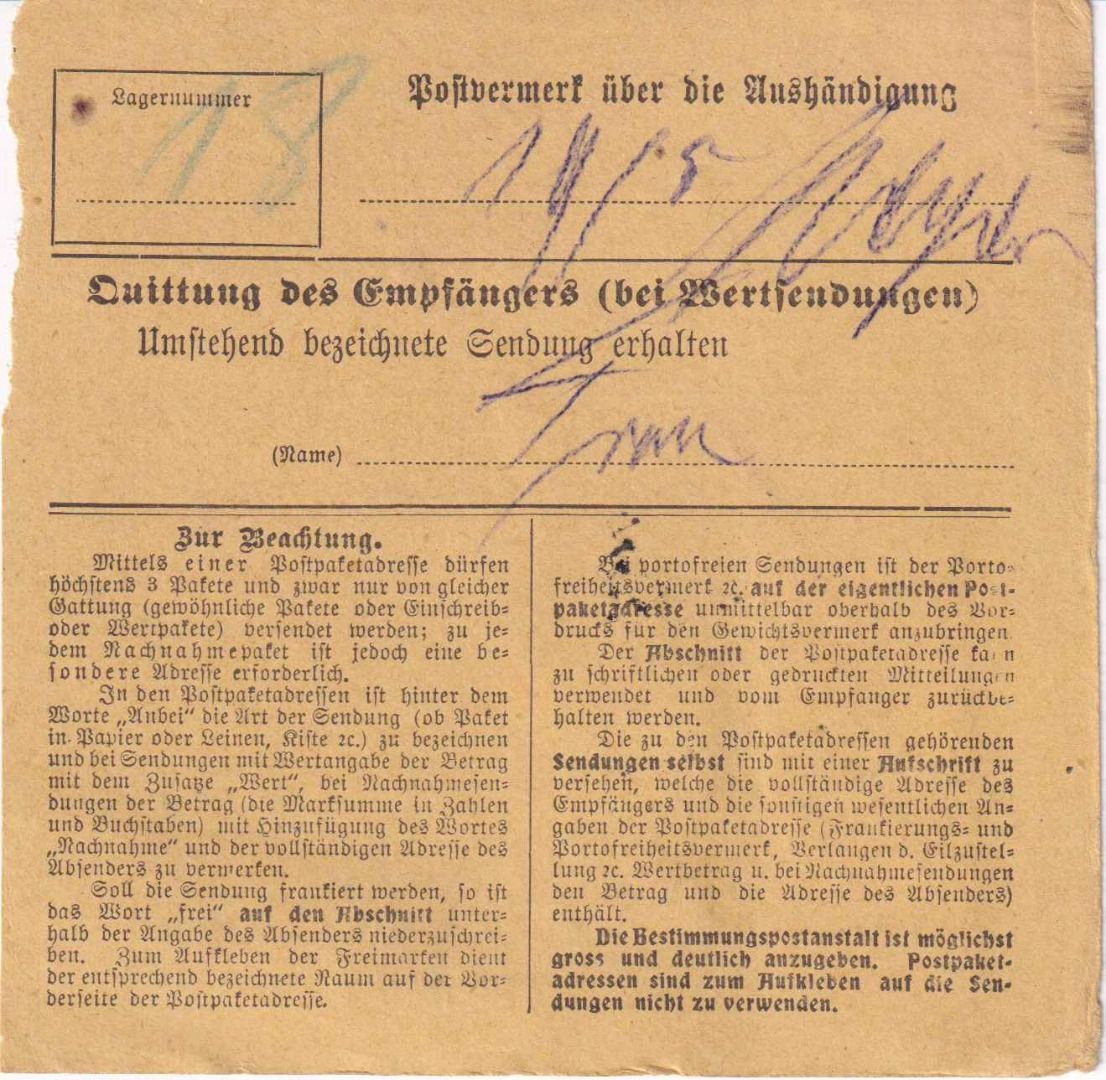 Lagernummer
18
Postvermerk über die Aushändigung
19/5
Quittung des Empfängers (bei Wertsendungen)
Umstehend bezeichnete Sendung erhalten
(Name)
Frau
Zur Beachtung.
Mittels einer Postpaketadresse dürfen
höchstens 3 Pakete und zwar nur von gleicher
Gattung (gewöhnliche Pakete oder Einschreib-
oder Wertpakete) versendet werden; zu je-
dem Nachnahmepaket ist jedoch eine be-
sondere Adresse erforderlich.
In den Postpaketadressen ist hinter dem
Worte „Anbei" die Art der Sendung (ob Paket
in Papier oder Leinen, Kiste ꝛc.) zu bezeichnen
und bei Sendungen mit Wertangabe der Betrag
mit dem Zusatze „Wert", bei Nachnahmesen-
dungen der Betrag (die Marksumme in Zahlen
und Buchstaben) mit Hinzufügung des Wortes
„Nachnahme" und der vollständigen Adresse des
Absenders zu vermerken.
Soll die Sendung frankiert werden, so ist
das Wort „frei" auf den Abschnitt unter-
halb der Angabe des Absenders niederzuschrei-
ben. Zum Aufkleben der Freimarken dient
der entsprechend bezeichnete Raum auf der Vor-
derseite der Postpaketadresse.
Bei portofreien Sendungen ist der Porto-
freiheitsvermerk ꝛc. auf der eigentlichen Post-
paketadresse unmittelbar oberhalb des Vor-
drucks für den Gewichtsvermerk anzubringen.
Der Abschnitt der Postpaketadresse kann
zu schriftlichen oder gedruckten Mitteilungen
verwendet und vom Empfänger zurückbe-
halten werden.
Die zu den Postpaketadressen gehörenden
Sendungen selbst sind mit einer Aufschrift zu
versehen, welche die vollständige Adresse des
Empfängers und die sonstigen wesentlichen An-
gaben der Postpaketadresse (Frankierungs- und
Portofreiheitsvermerk, Verlangen d. Eilzustel-
lung ꝛc. Wertbetrag u. bei Nachnahmesendungen
den Betrag und die Adresse des Absenders)
enthält.
Die Bestimmungspostanstalt ist möglichst
gross und deutlich anzugeben. Postpaket-
adressen sind zum Aufkleben auf die Sen-
dungen nicht zu verwenden.